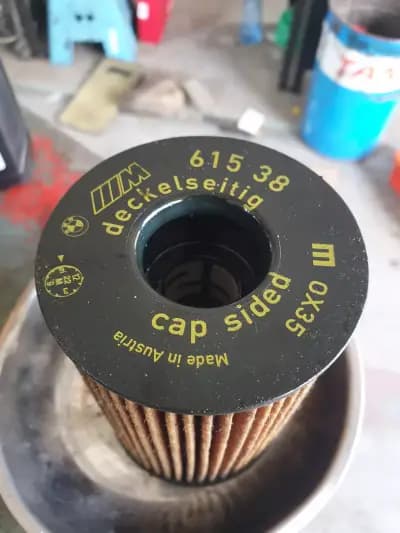 M
615 38
deckelseitig
m OX35
cap sided
Made in Austria